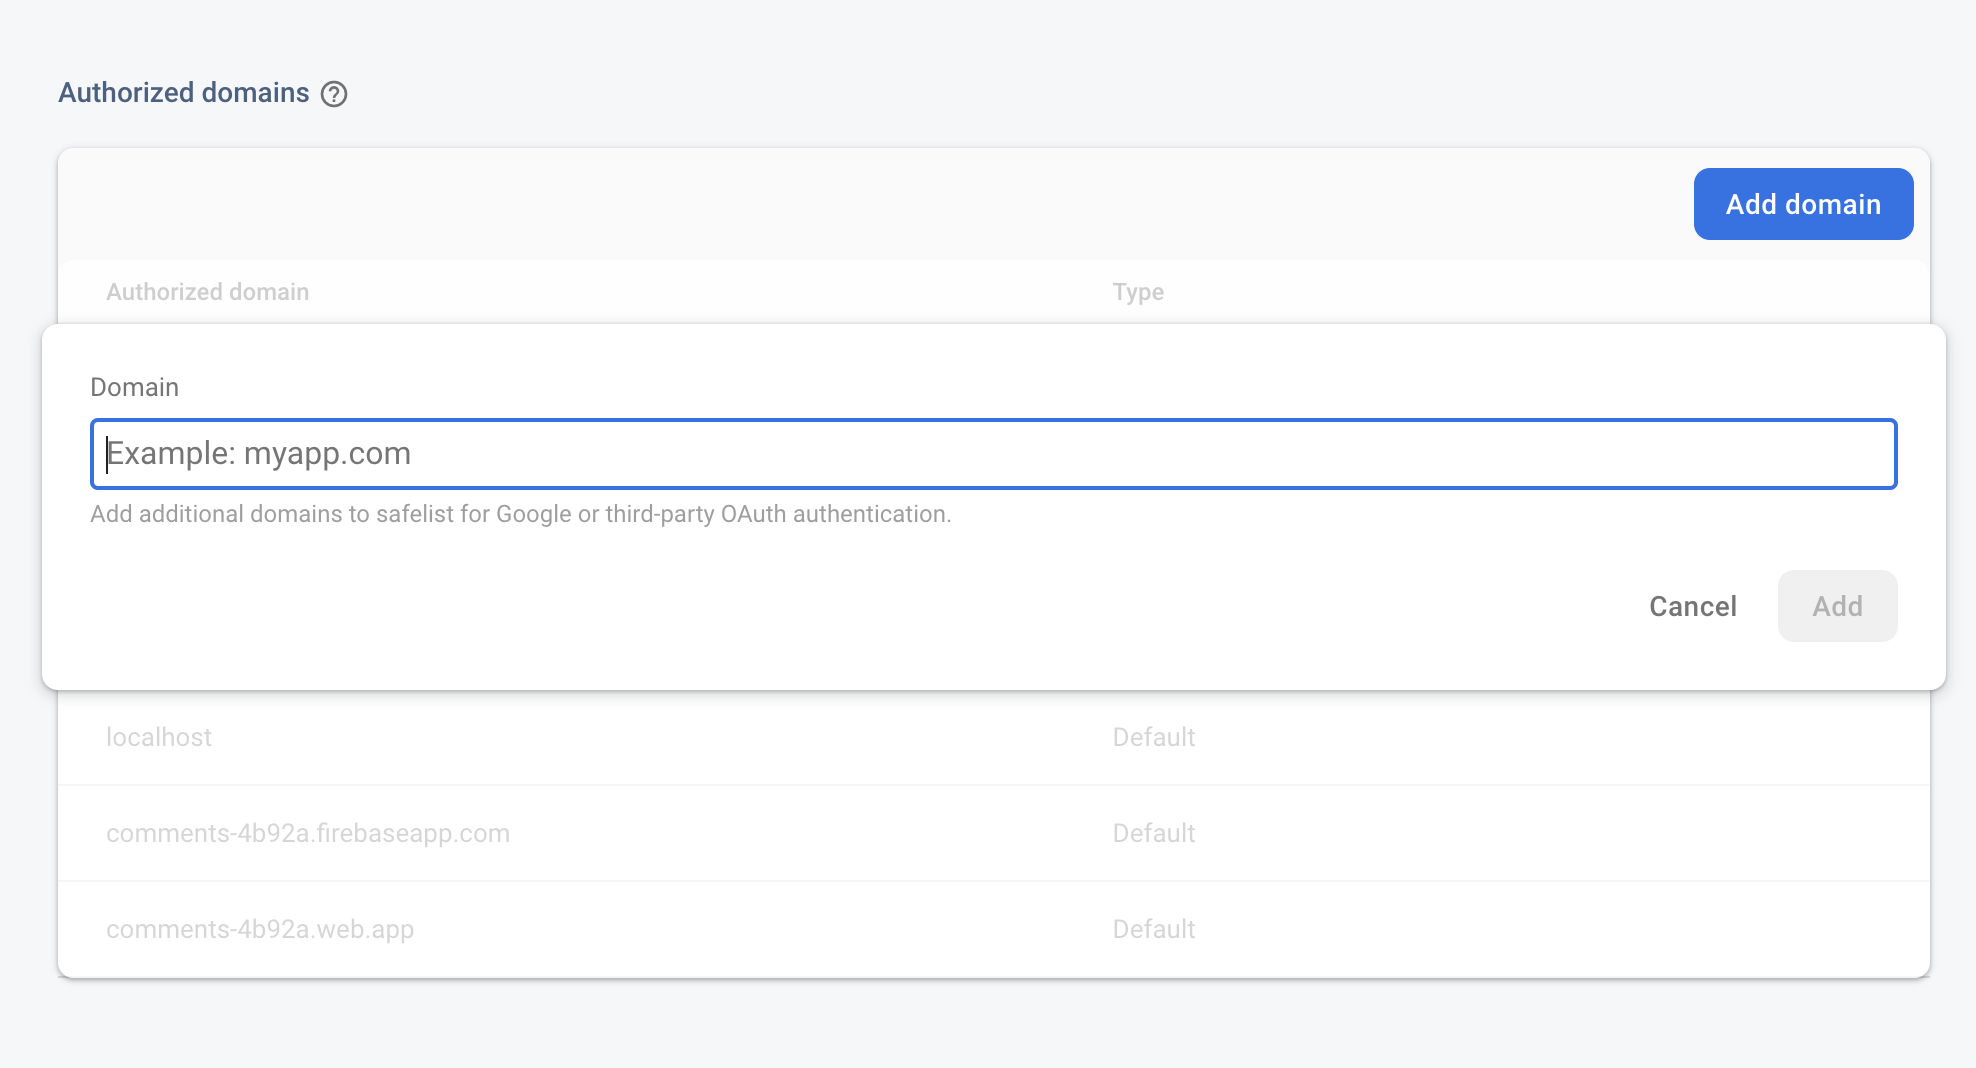 Authorized domains
Add domain
Authorized domain Type
Domain
Example: myapp.com
Add additional domains to safelist for Google or third-party OAuth authentication.
Cancel Add
localhost Default
comments-4b92a.firebaseapp.com Default
comments-4b92a.web.app Default